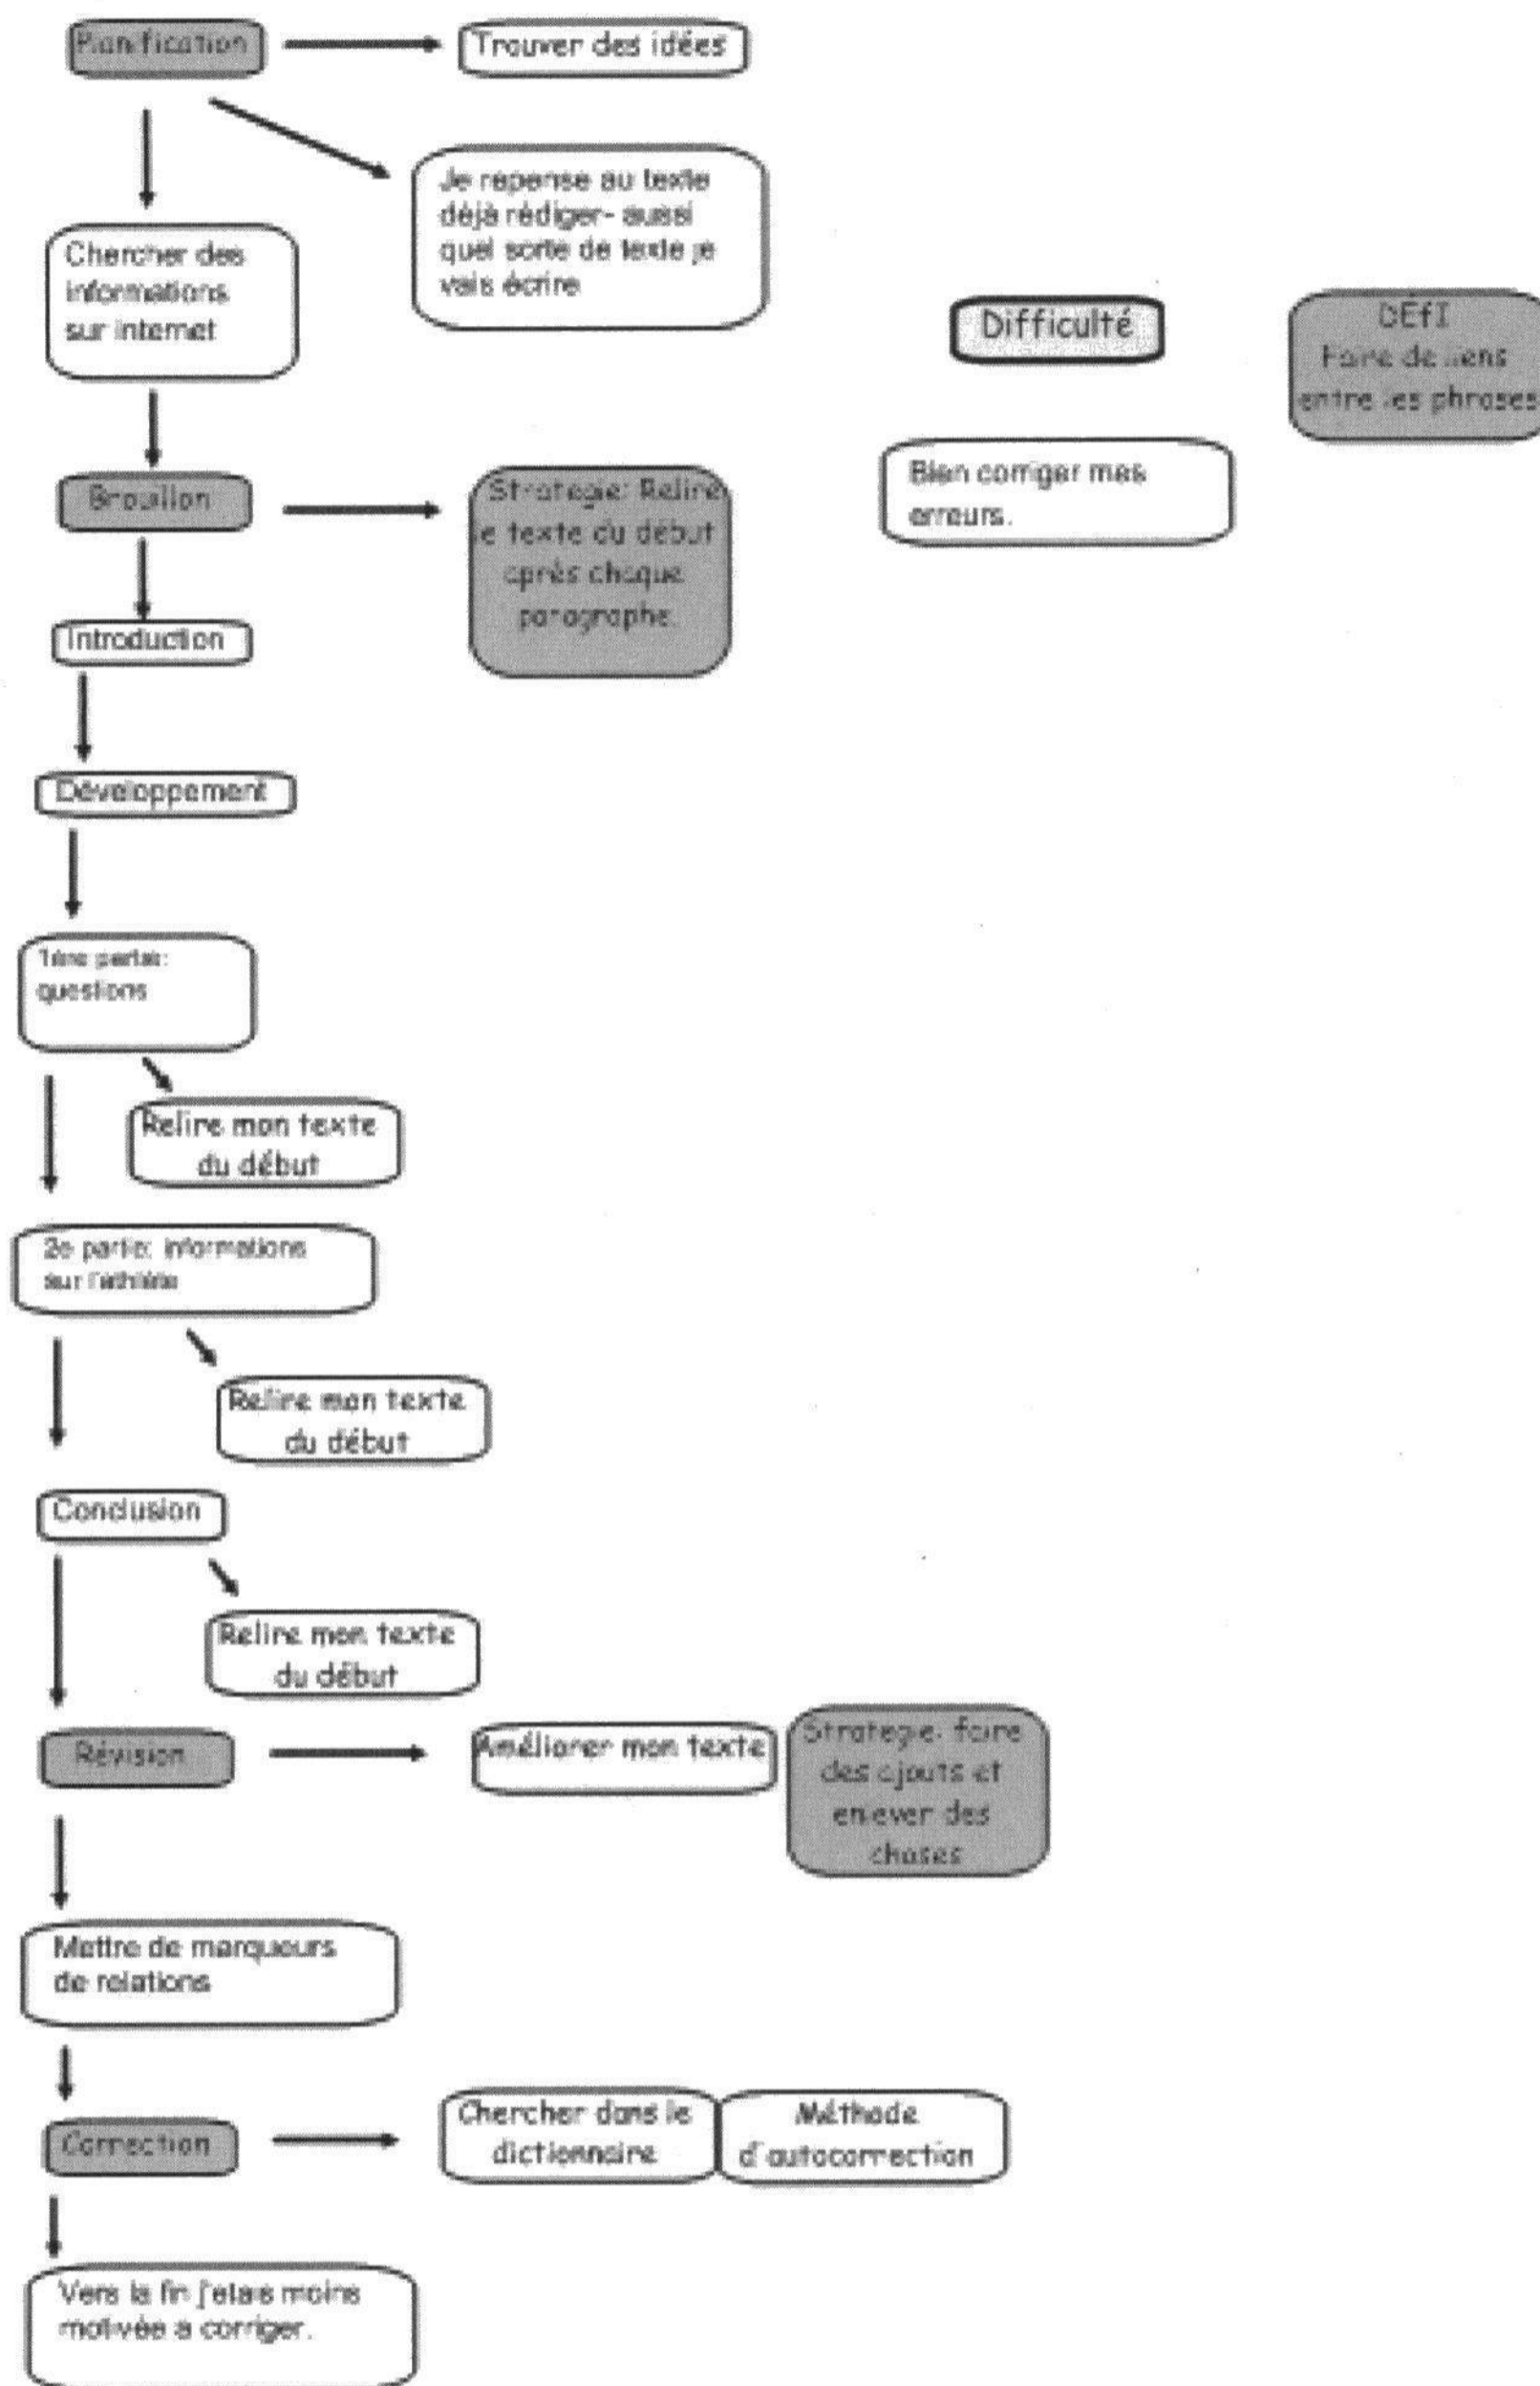 Planification
Trouver des idées
Je repense au texte
déjà rédiger- aussi
quel sorte de texte je
vais écrire
Chercher des
informations
sur internet
Difficulté
DÉfI
Faire de liens
entre les phrases
Bien corriger mes
erreurs.
Brouillon
Stratégie: Relire
le texte du début
après chaque
paragraphe.
Introduction
Développement
1ère partie:
questions
Relire mon texte
du début
2e partie: informations
sur l'athlète
Relire mon texte
du début
Conclusion
Relire mon texte
du début
Révision
Améliorer mon texte
Stratégie: faire
des ajouts et
enlever des
choses
Mettre de marqueurs
de relations
Correction
Chercher dans le
dictionnaire
Méthode
d'autocorrection
Vers la fin j'etais moins
motivée a corriger.